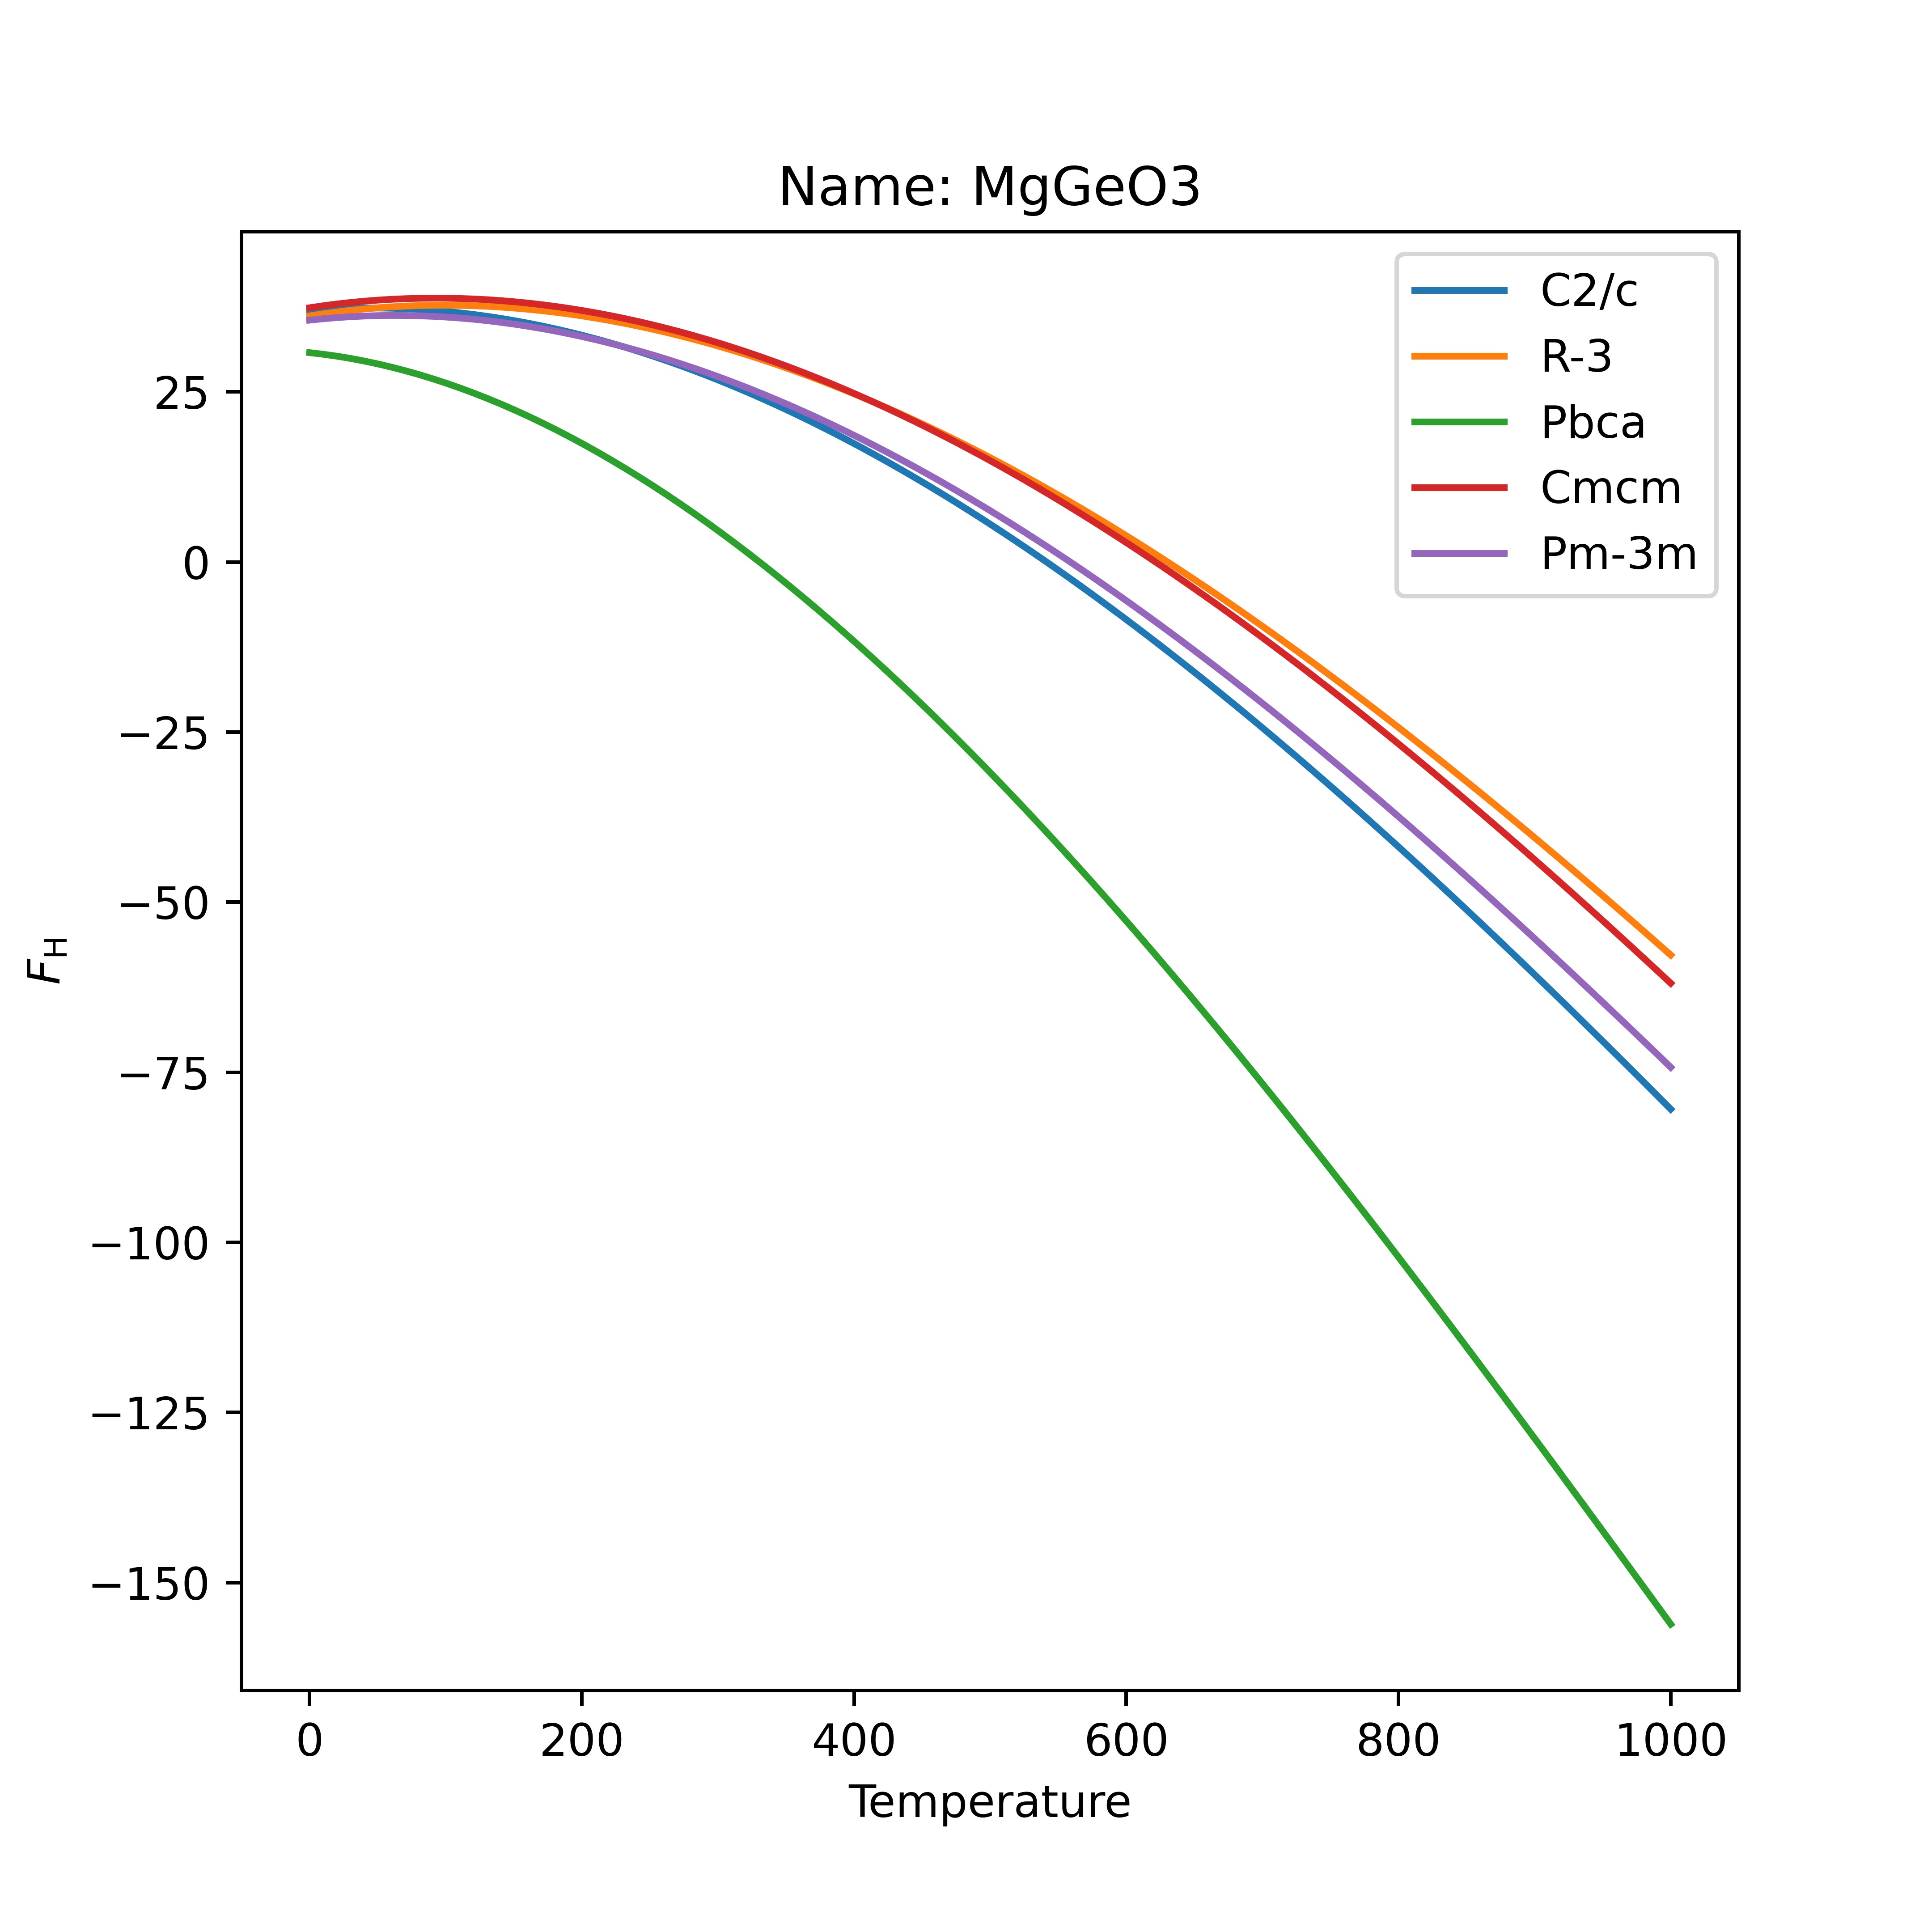 Name: MgGeO3
C2/c
R-3
Pbca
Cmcm
Pm-3m
25
0
−25
−50
−75
−100
−125
−150
F_H
0 200 400 600 800 1000
Temperature